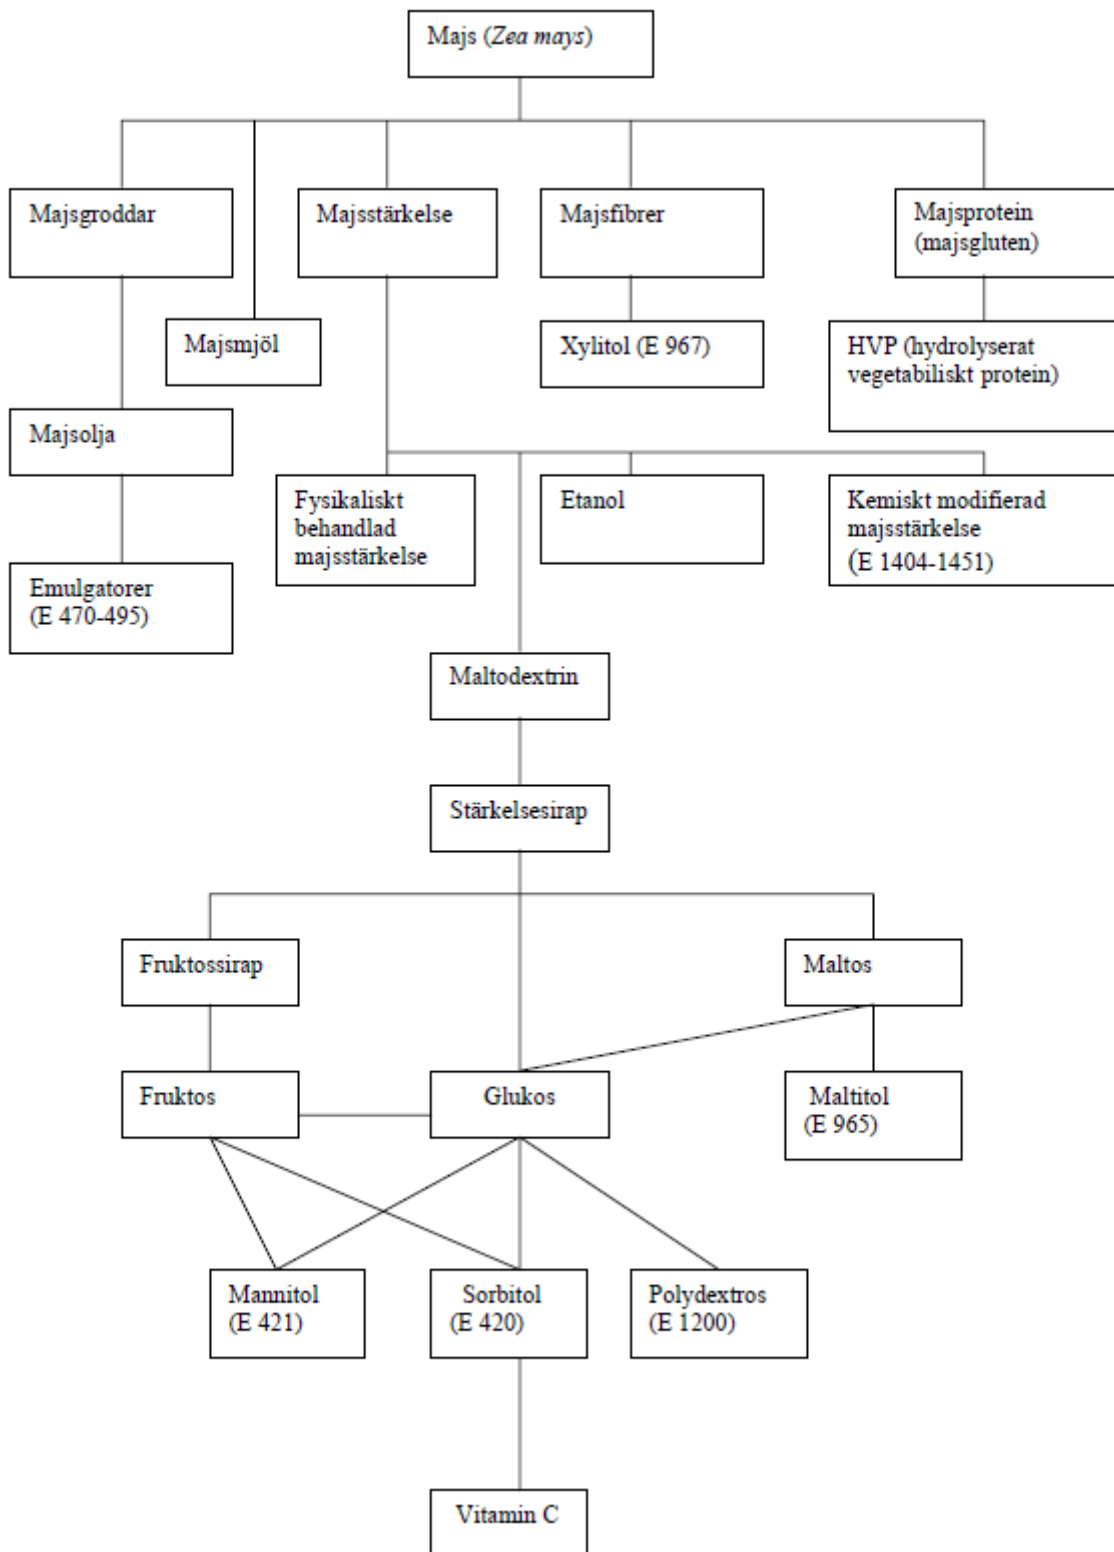 Majs (Zea mays)
Majsgroddar
Majsstärkelse
Majsfibrer
Majsprotein
(majsgluten)
Majsmjöl
Xylitol (E 967)
HVP (hydrolyserat
vegetabiliskt protein)
Majsolja
Fysikaliskt
behandlad
majsstärkelse
Etanol
Kemiskt modifierad
majsstärkelse
(E 1404-1451)
Emulgatorer
(E 470-495)
Maltodextrin
Stärkelsesirap
Fruktossirap
Maltos
Fruktos
Glukos
Maltitol
(E 965)
Mannitol
(E 421)
Sorbitol
(E 420)
Polydextros
(E 1200)
Vitamin C